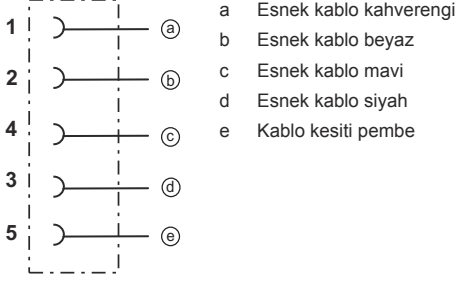 1 a
2 b
4 c
3 d
5 e
a Esnek kablo kahverengi
b Esnek kablo beyaz
c Esnek kablo mavi
d Esnek kablo siyah
e Kablo kesiti pembe